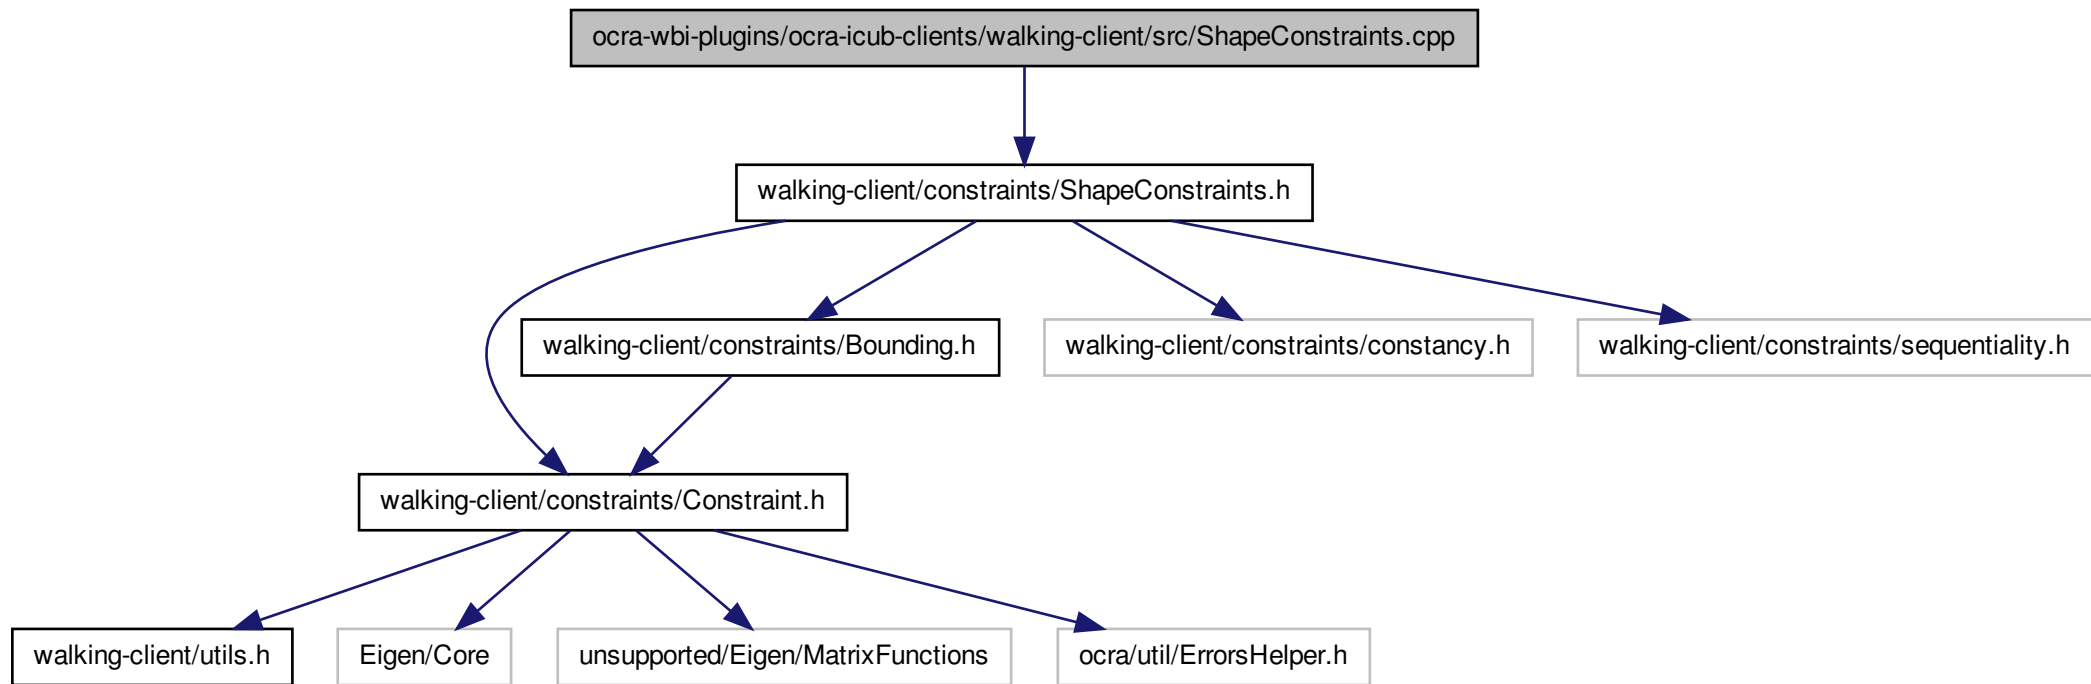 ocra-wbi-plugins/ocra-icub-clients/walking-client/src/ShapeConstraints.cpp
walking-client/constraints/ShapeConstraints.h
walking-client/constraints/Bounding.h
walking-client/constraints/constancy.h
walking-client/constraints/sequentiality.h
walking-client/constraints/Constraint.h
walking-client/utils.h
Eigen/Core
unsupported/Eigen/MatrixFunctions
ocra/util/ErrorsHelper.h